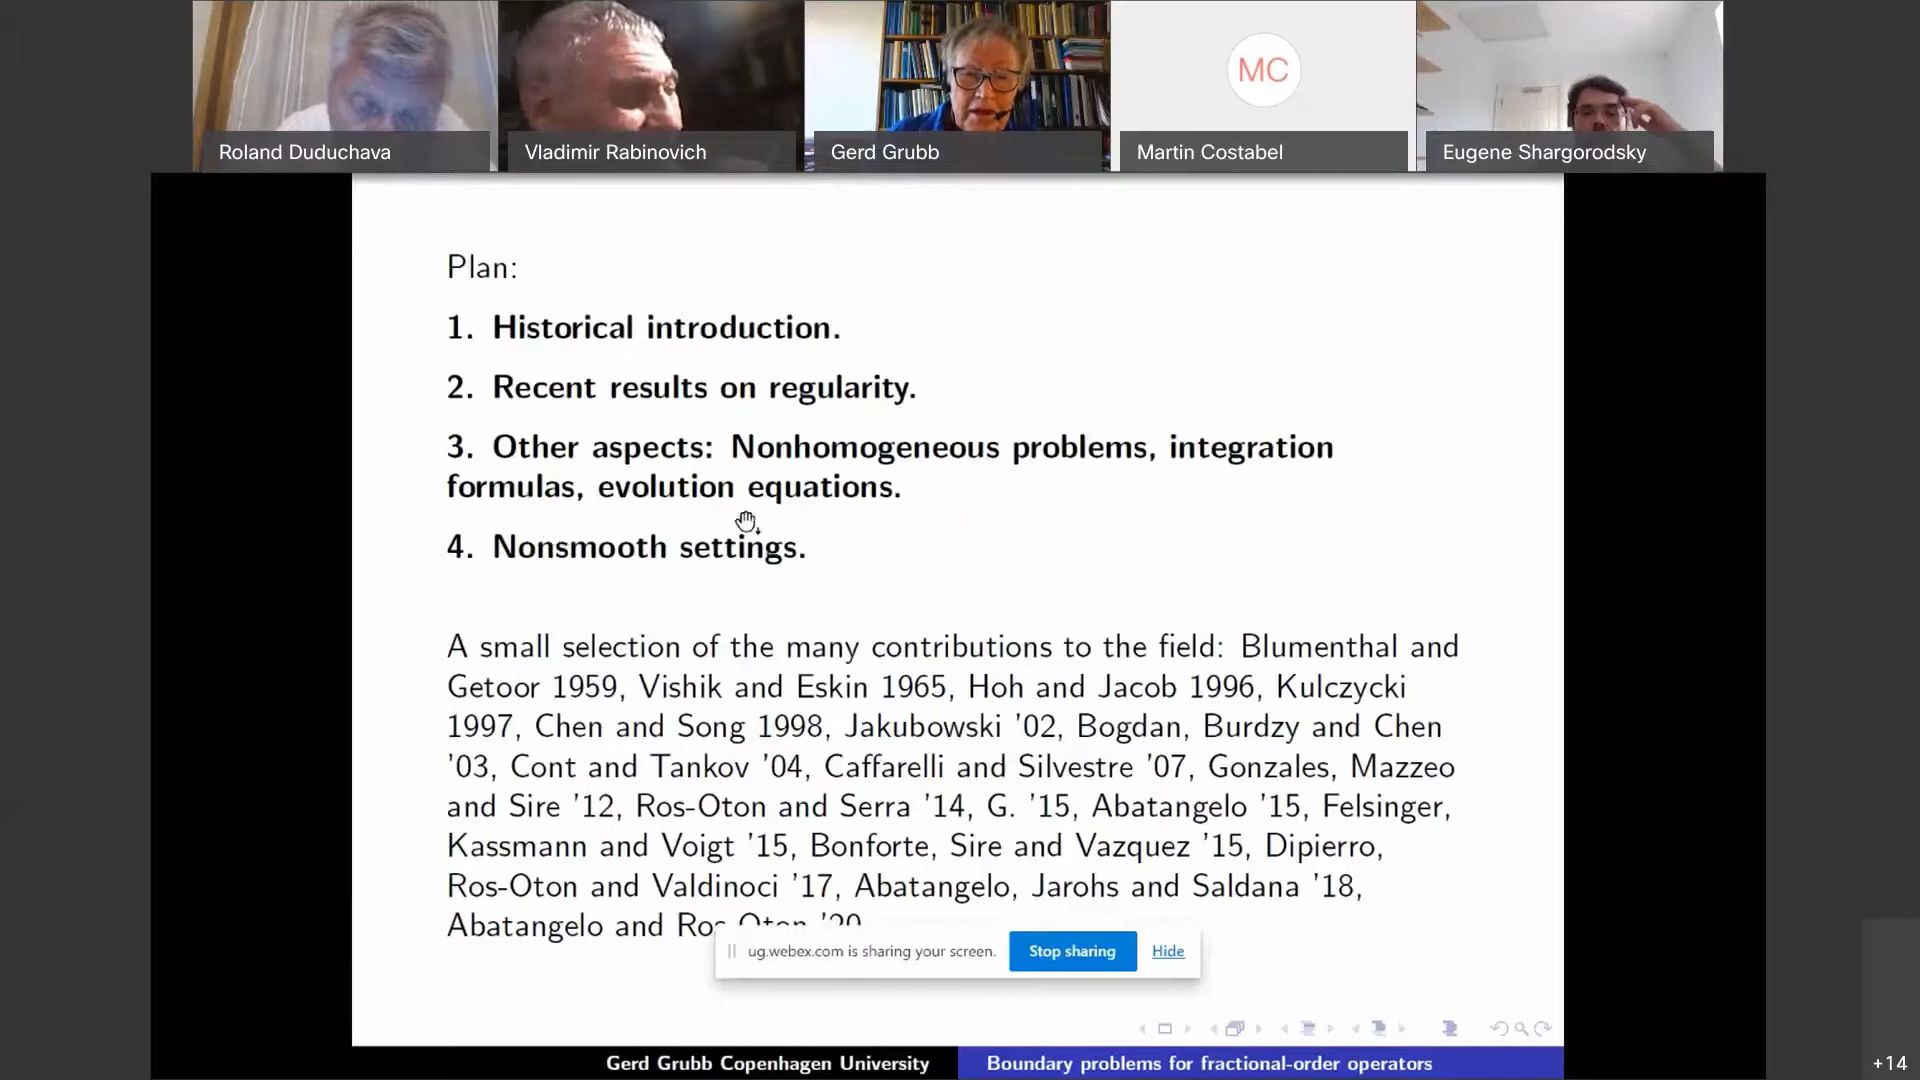 MC
Roland Duduchava
Vladimir Rabinovich
Gerd Grubb
Martin Costabel
Eugene Shargorodsky
Plan:
1. Historical introduction.
2. Recent results on regularity.
3. Other aspects: Nonhomogeneous problems, integration
formulas, evolution equations.
4. Nonsmooth settings.
A small selection of the many contributions to the field: Blumenthal and
Getoor 1959, Vishik and Eskin 1965, Hoh and Jacob 1996, Kulczycki
1997, Chen and Song 1998, Jakubowski '02, Bogdan, Burdzy and Chen
'03, Cont and Tankov '04, Caffarelli and Silvestre '07, Gonzales, Mazzeo
and Sire '12, Ros-Oton and Serra '14, G. '15, Abatangelo '15, Felsinger,
Kassmann and Voigt '15, Bonforte, Sire and Vazquez '15, Dipierro,
Ros-Oton and Valdinoci '17, Abatangelo, Jarohs and Saldana '18,
Abatangelo and Ros-Oton '20
ug.webex.com is sharing your screen.
Stop sharing
Hide
Gerd Grubb Copenhagen University
Boundary problems for fractional-order operators
+14